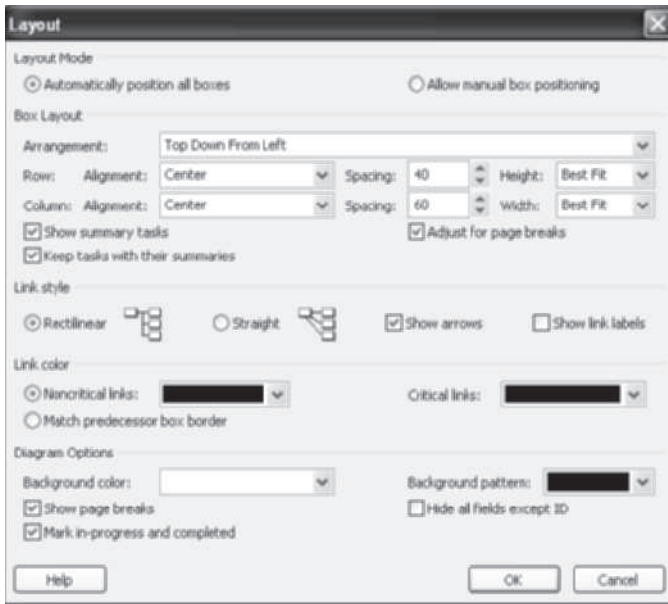 Layout
Layout Mode
Automatically position all boxes Allow manual box positioning
Box Layout
Arrangement: Top Down From Left
Row: Alignment: Center Spacing: 40 Height: Best Fit
Column: Alignment: Center Spacing: 60 Width: Best Fit
Show summary tasks Adjust for page breaks
Keep tasks with their summaries
Link style
Rectilinear Straight Show arrows Show link labels
Link color
Noncritical links: Critical links:
Match predecessor box border
Diagram Options
Background color: Background pattern:
Show page breaks Hide all fields except ID
Mark in-progress and completed
Help OK Cancel